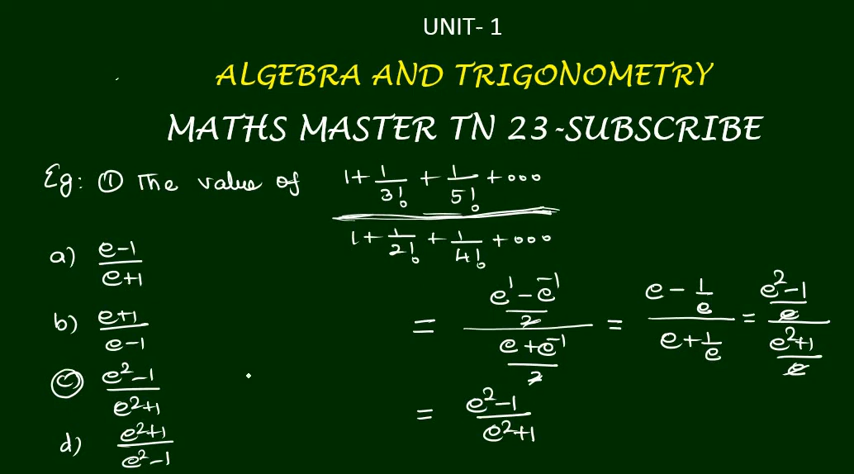 UNIT- 1
ALGEBRA AND TRIGONOMETRY
MATHS MASTER TN 23-SUBSCRIBE
Eg: ① The value of (1 + 1/3! + 1/5! + ∘∘∘) / (1 + 1/2! + 1/4! + ∘∘∘)
a) (e-1)/(e+1)
b) (e+1)/(e-1)
c) (e²-1)/(e²+1)
d) (e²+1)/(e²-1)
= ((e¹ - e⁻¹)/2) / ((e + e⁻¹)/2) = (e - 1/e) / (e + 1/e) = ((e²-1)/e) / ((e²+1)/e)
= (e²-1)/(e²+1)